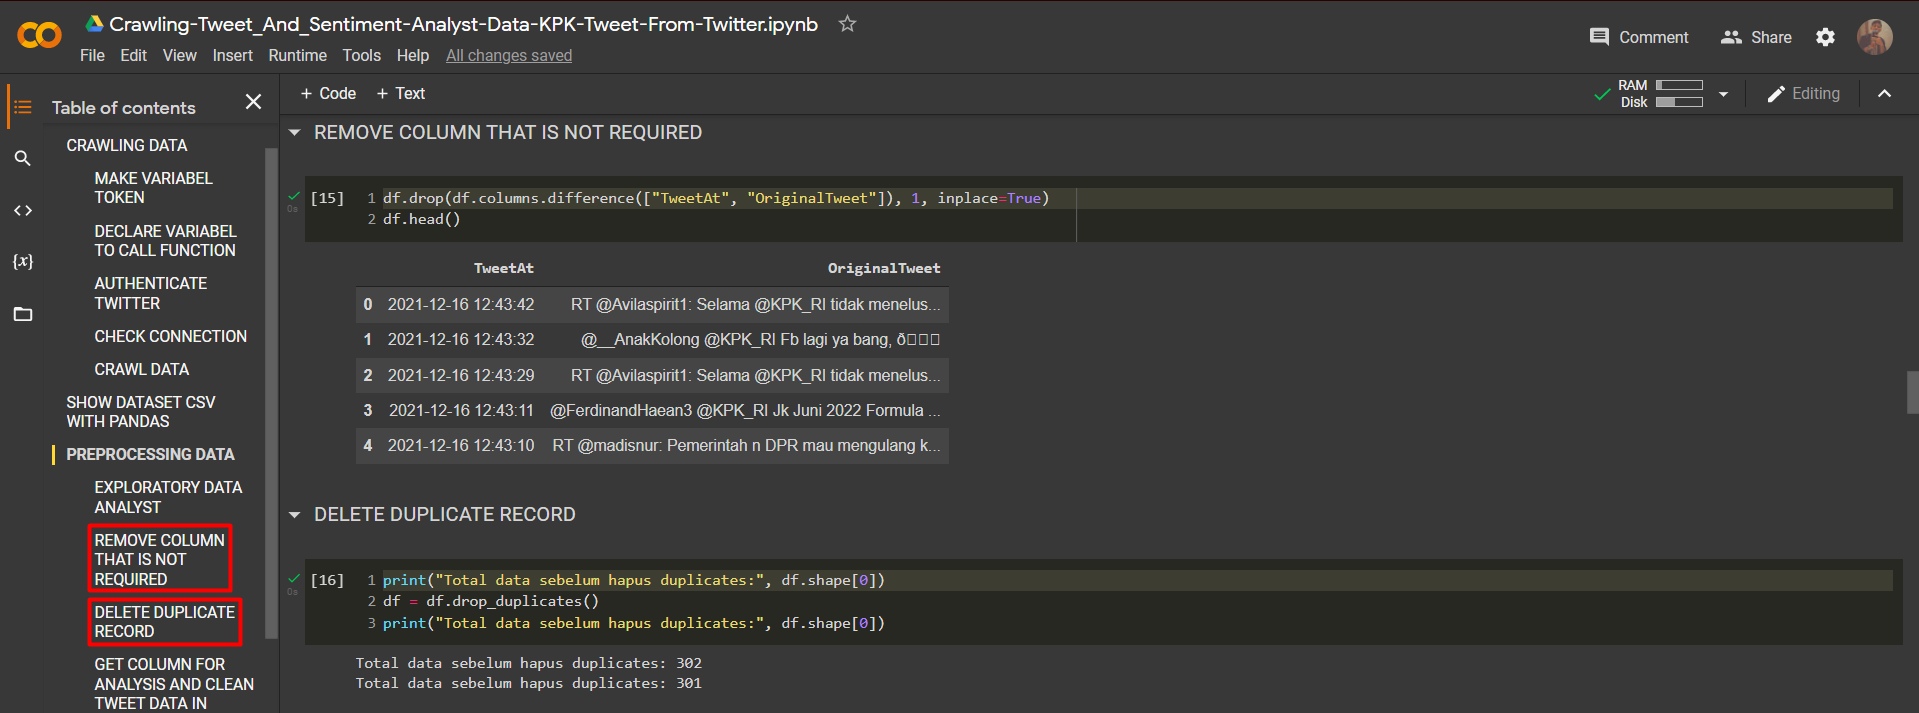 Crawling-Tweet_And_Sentiment-Analyst-Data-KPK-Tweet-From-Twitter.ipynb
File Edit View Insert Runtime Tools Help All changes saved
Comment Share
Table of contents
CRAWLING DATA
MAKE VARIABEL
TOKEN
DECLARE VARIABEL
TO CALL FUNCTION
AUTHENTICATE
TWITTER
CHECK CONNECTION
CRAWL DATA
SHOW DATASET CSV
WITH PANDAS
PREPROCESSING DATA
EXPLORATORY DATA
ANALYST
REMOVE COLUMN
THAT IS NOT
REQUIRED
DELETE DUPLICATE
RECORD
GET COLUMN FOR
ANALYSIS AND CLEAN
TWEET DATA IN
+ Code + Text
RAM
Disk
Editing
REMOVE COLUMN THAT IS NOT REQUIRED
0s
[15] 1 df.drop(df.columns.difference(["TweetAt", "OriginalTweet"]), 1, inplace=True)
2 df.head()
TweetAt OriginalTweet
0 2021-12-16 12:43:42 RT @Avilaspirit1: Selama @KPK_RI tidak menelus...
1 2021-12-16 12:43:32 @__AnakKolong @KPK_RI Fb lagi ya bang, ð
2 2021-12-16 12:43:29 RT @Avilaspirit1: Selama @KPK_RI tidak menelus...
3 2021-12-16 12:43:11 @FerdinandHaean3 @KPK_RI Jk Juni 2022 Formula ...
4 2021-12-16 12:43:10 RT @madisnur: Pemerintah n DPR mau mengulang k...
DELETE DUPLICATE RECORD
0s
[16] 1 print("Total data sebelum hapus duplicates:", df.shape[0])
2 df = df.drop_duplicates()
3 print("Total data sebelum hapus duplicates:", df.shape[0])
Total data sebelum hapus duplicates: 302
Total data sebelum hapus duplicates: 301